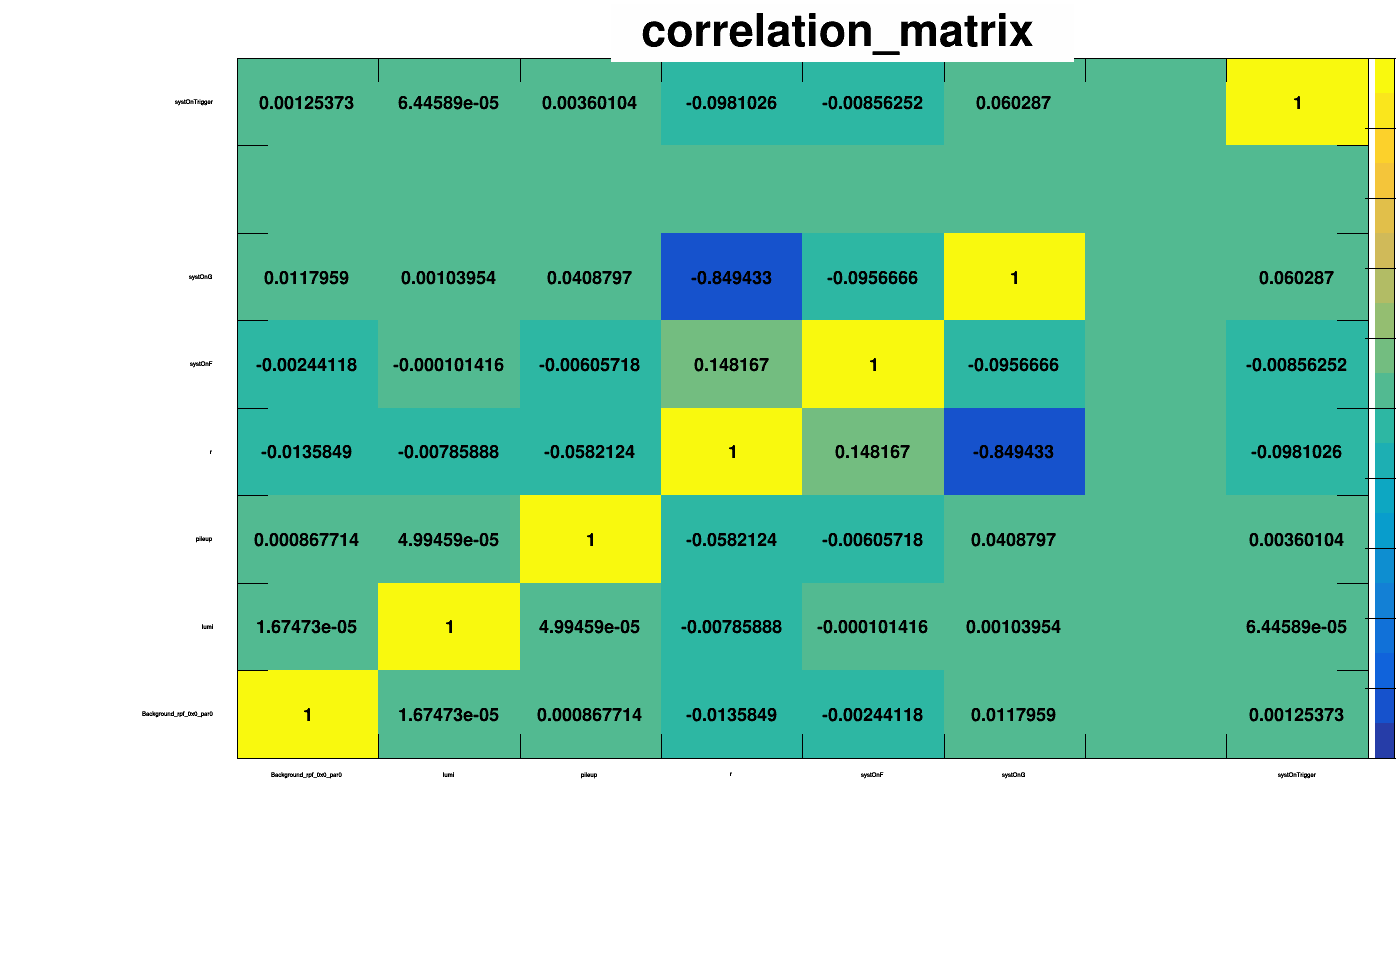 correlation_matrix
systOnTrigger 0.00125373 6.44589e-05 0.00360104 -0.0981026 -0.00856252 0.060287 1
systOnG 0.0117959 0.00103954 0.0408797 -0.849433 -0.0956666 1 0.060287
systOnF -0.00244118 -0.000101416 -0.00605718 0.148167 1 -0.0956666 -0.00856252
r -0.0135849 -0.00785888 -0.0582124 1 0.148167 -0.849433 -0.0981026
pileup 0.000867714 4.99459e-05 1 -0.0582124 -0.00605718 0.0408797 0.00360104
lumi 1.67473e-05 1 4.99459e-05 -0.00785888 -0.000101416 0.00103954 6.44589e-05
Background_rpf_0x0_par0 1 1.67473e-05 0.000867714 -0.0135849 -0.00244118 0.0117959 0.00125373
Background_rpf_0x0_par0 lumi pileup r systOnF systOnG systOnTrigger